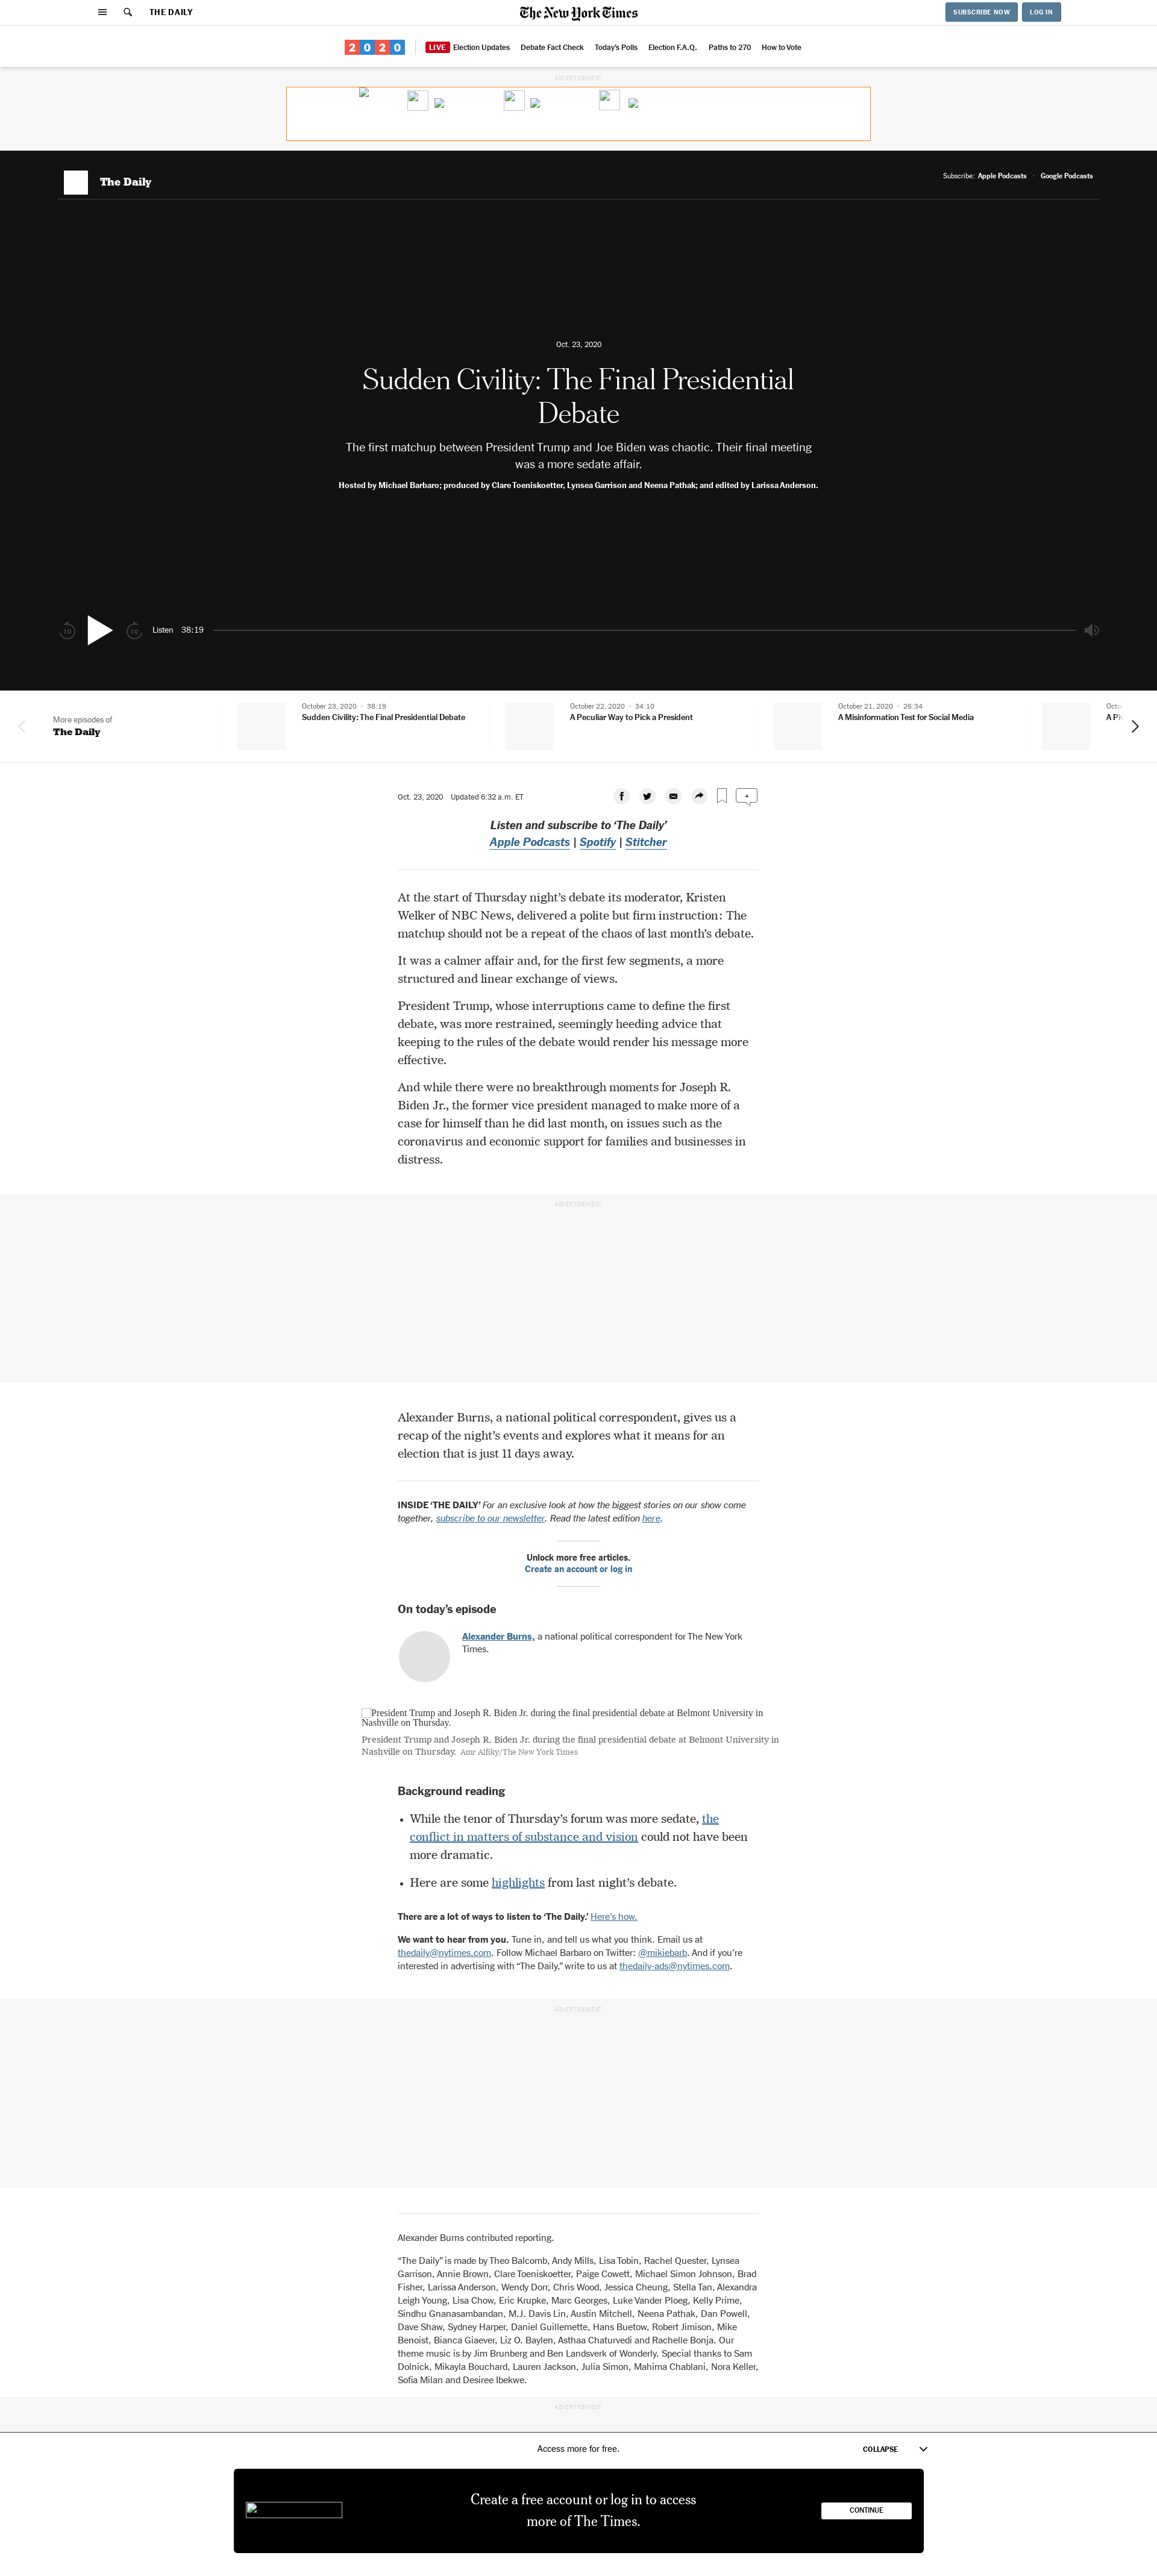 THE DAILY
The New York Times
SUBSCRIBE NOW
LOG IN
2020
LIVE Election Updates
Debate Fact Check
Today's Polls
Election F.A.Q.
Paths to 270
How to Vote
ADVERTISEMENT
The Daily
Subscribe: Apple Podcasts
Google Podcasts
Oct. 23, 2020
Sudden Civility: The Final Presidential
Debate
The first matchup between President Trump and Joe Biden was chaotic. Their final meeting
was a more sedate affair.
Hosted by Michael Barbaro; produced by Clare Toeniskoetter, Lynsea Garrison and Neena Pathak; and edited by Larissa Anderson.
10
10
Listen 38:19
More episodes of
The Daily
October 23, 2020 • 38:19
Sudden Civility: The Final Presidential Debate
October 22, 2020 • 34:10
A Peculiar Way to Pick a President
October 21, 2020 • 26:34
A Misinformation Test for Social Media
Octo
Oct. 23, 2020 Updated 6:32 a.m. ET
+
Listen and subscribe to ‘The Daily’
Apple Podcasts | Spotify | Stitcher
At the start of Thursday night’s debate its moderator, Kristen
Welker of NBC News, delivered a polite but firm instruction: The
matchup should not be a repeat of the chaos of last month’s debate.
It was a calmer affair and, for the first few segments, a more
structured and linear exchange of views.
President Trump, whose interruptions came to define the first
debate, was more restrained, seemingly heeding advice that
keeping to the rules of the debate would render his message more
effective.
And while there were no breakthrough moments for Joseph R.
Biden Jr., the former vice president managed to make more of a
case for himself than he did last month, on issues such as the
coronavirus and economic support for families and businesses in
distress.
ADVERTISEMENT
Alexander Burns, a national political correspondent, gives us a
recap of the night’s events and explores what it means for an
election that is just 11 days away.
INSIDE ‘THE DAILY’ For an exclusive look at how the biggest stories on our show come
together, subscribe to our newsletter. Read the latest edition here.
Unlock more free articles.
Create an account or log in
On today’s episode
Alexander Burns, a national political correspondent for The New York
Times.
President Trump and Joseph R. Biden Jr. during the final presidential debate at Belmont University in
Nashville on Thursday.
President Trump and Joseph R. Biden Jr. during the final presidential debate at Belmont University in
Nashville on Thursday. Amr Alfiky/The New York Times
Background reading
• While the tenor of Thursday’s forum was more sedate, the
conflict in matters of substance and vision could not have been
more dramatic.
• Here are some highlights from last night’s debate.
There are a lot of ways to listen to ‘The Daily.’ Here’s how.
We want to hear from you. Tune in, and tell us what you think. Email us at
thedaily@nytimes.com. Follow Michael Barbaro on Twitter: @mikiebarb. And if you’re
interested in advertising with “The Daily,” write to us at thedaily-ads@nytimes.com.
ADVERTISEMENT
Alexander Burns contributed reporting.
“The Daily” is made by Theo Balcomb, Andy Mills, Lisa Tobin, Rachel Quester, Lynsea
Garrison, Annie Brown, Clare Toeniskoetter, Paige Cowett, Michael Simon Johnson, Brad
Fisher, Larissa Anderson, Wendy Dorr, Chris Wood, Jessica Cheung, Stella Tan, Alexandra
Leigh Young, Lisa Chow, Eric Krupke, Marc Georges, Luke Vander Ploeg, Kelly Prime,
Sindhu Gnanasambandan, M.J. Davis Lin, Austin Mitchell, Neena Pathak, Dan Powell,
Dave Shaw, Sydney Harper, Daniel Guillemette, Hans Buetow, Robert Jimison, Mike
Benoist, Bianca Giaever, Liz O. Baylen, Asthaa Chaturvedi and Rachelle Bonja. Our
theme music is by Jim Brunberg and Ben Landsverk of Wonderly. Special thanks to Sam
Dolnick, Mikayla Bouchard, Lauren Jackson, Julia Simon, Mahima Chablani, Nora Keller,
Sofia Milan and Desiree Ibekwe.
ADVERTISEMENT
Access more for free.
COLLAPSE
Create a free account or log in to access
more of The Times.
CONTINUE